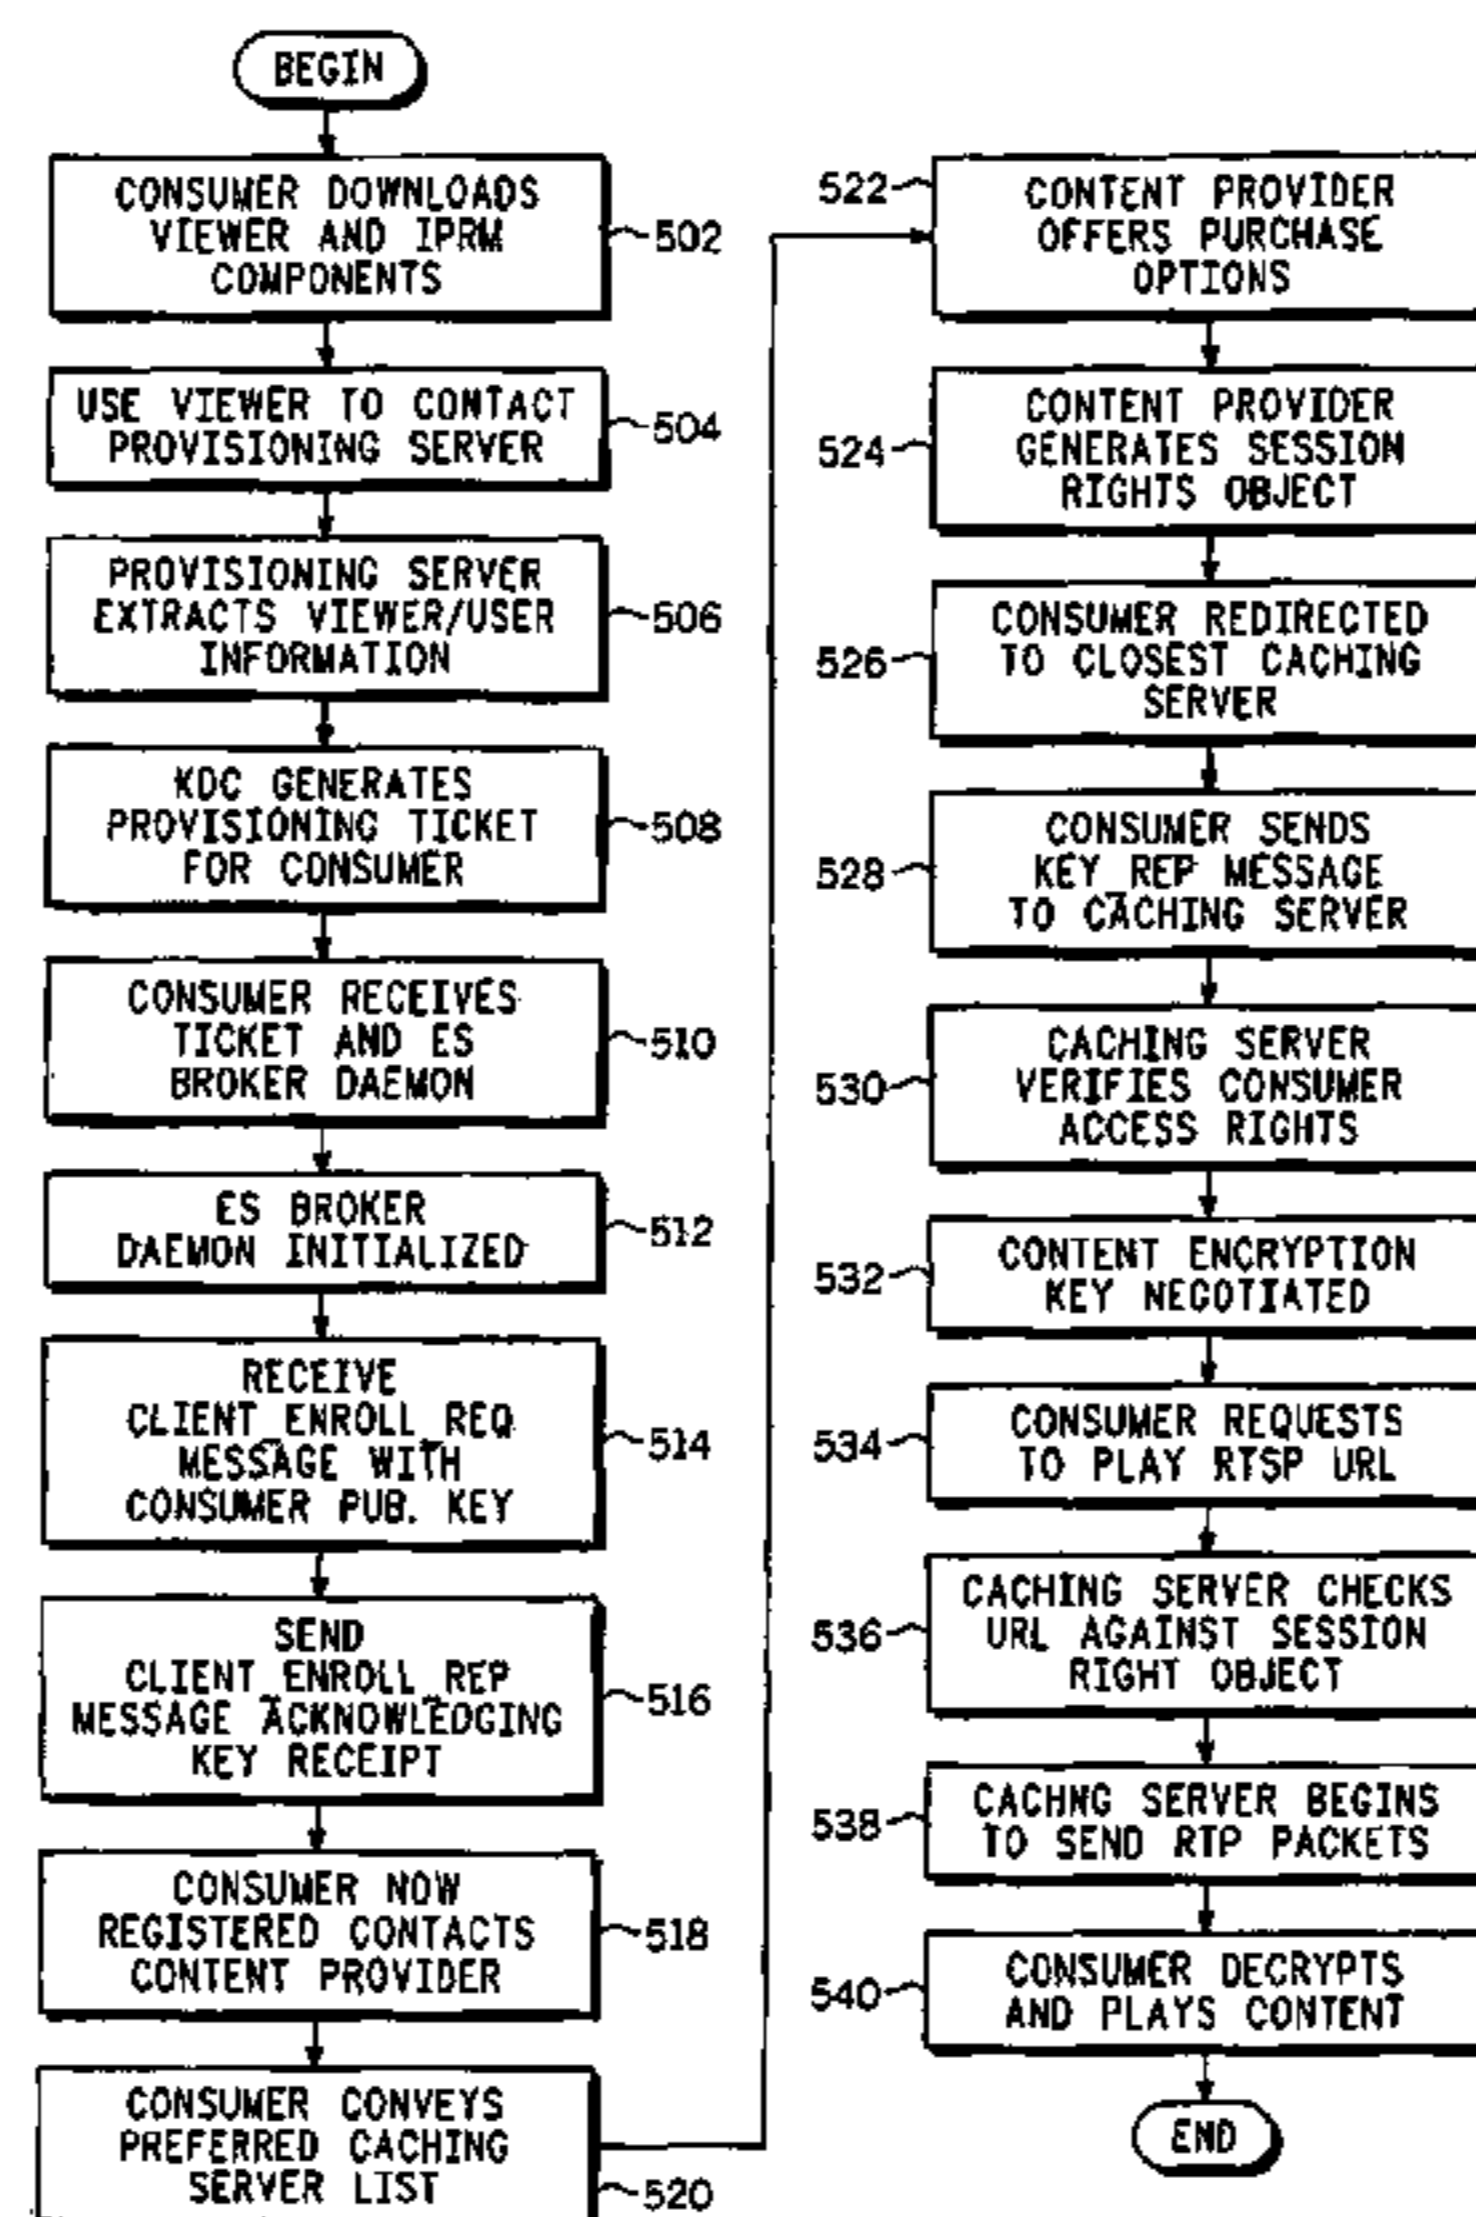 BEGIN
CONSUMER DOWNLOADS
VIEWER AND IPRM
COMPONENTS
502
USE VIEWER TO CONTACT
PROVISIONING SERVER
504
PROVISIONING SERVER
EXTRACTS VIEWER/USER
INFORMATION
506
KDC GENERATES
PROVISIONING TICKET
FOR CONSUMER
508
CONSUMER RECEIVES
TICKET AND ES
BROKER DAEMON
510
ES BROKER
DAEMON INITIALIZED
512
RECEIVE
CLIENT_ENROLL_REQ
MESSAGE WITH
CONSUMER PUB. KEY
514
SEND
CLIENT_ENROLL_REP
MESSAGE ACKNOWLEDGING
KEY RECEIPT
516
CONSUMER NOW
REGISTERED CONTACTS
CONTENT PROVIDER
518
CONSUMER CONVEYS
PREFERRED CACHING
SERVER LIST
520
522
CONTENT PROVIDER
OFFERS PURCHASE
OPTIONS
524
CONTENT PROVIDER
GENERATES SESSION
RIGHTS OBJECT
526
CONSUMER REDIRECTED
TO CLOSEST CACHING
SERVER
528
CONSUMER SENDS
KEY_REP MESSAGE
TO CACHING SERVER
530
CACHING SERVER
VERIFIES CONSUMER
ACCESS RIGHTS
532
CONTENT ENCRYPTION
KEY NEGOTIATED
534
CONSUMER REQUESTS
TO PLAY RTSP URL
536
CACHING SERVER CHECKS
URL AGAINST SESSION
RIGHT OBJECT
538
CACHNG SERVER BEGINS
TO SEND RTP PACKETS
540
CONSUMER DECRYPTS
AND PLAYS CONTENT
END